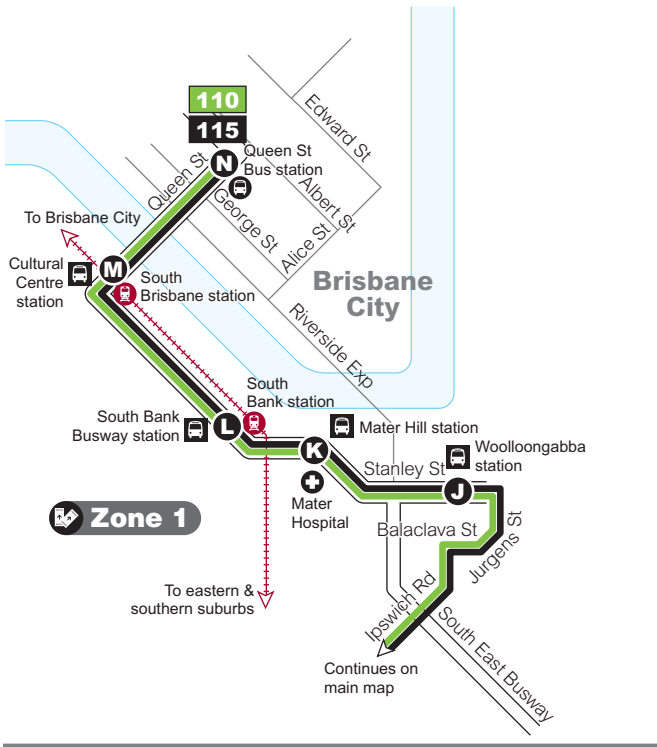 110
115
N
Queen St
Bus station
Queen St
Edward St
Albert St
George St
Alice St
To Brisbane City
M
Cultural
Centre
station
South
Brisbane station
Brisbane
City
Riverside Exp
South
Bank station
South Bank
Busway station
L
K
Mater Hill station
Woolloongabba
station
Stanley St
J
Mater
Hospital
Zone 1
Balaclava St
Jurgens St
Ipswich Rd
To eastern &
southern suburbs
South East Busway
Continues on
main map